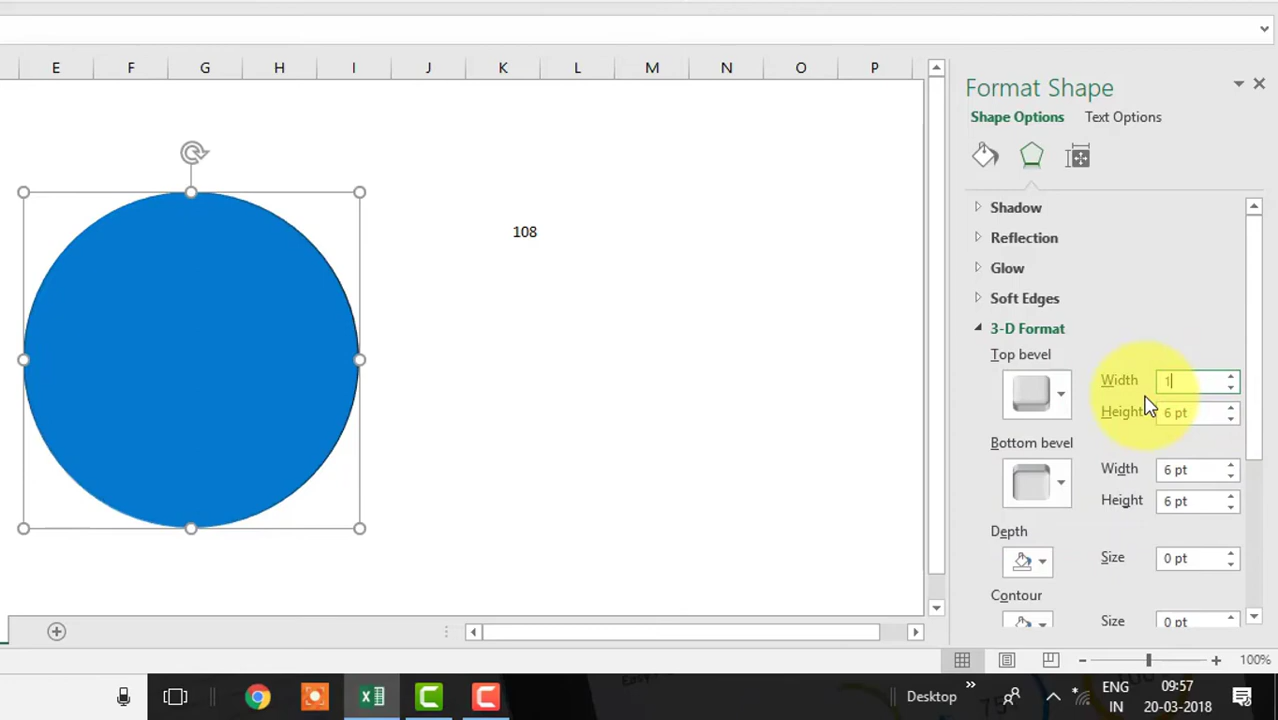 E F G H I J K L M N O P
Format Shape
Shape Options Text Options
108
Shadow
Reflection
Glow
Soft Edges
3-D Format
Top bevel
Width 1
Height 6 pt
Bottom bevel
Width 6 pt
Height 6 pt
Depth
Size 0 pt
Contour
Size 0 pt
100%
Desktop
ENG
IN
09:57
20-03-2018